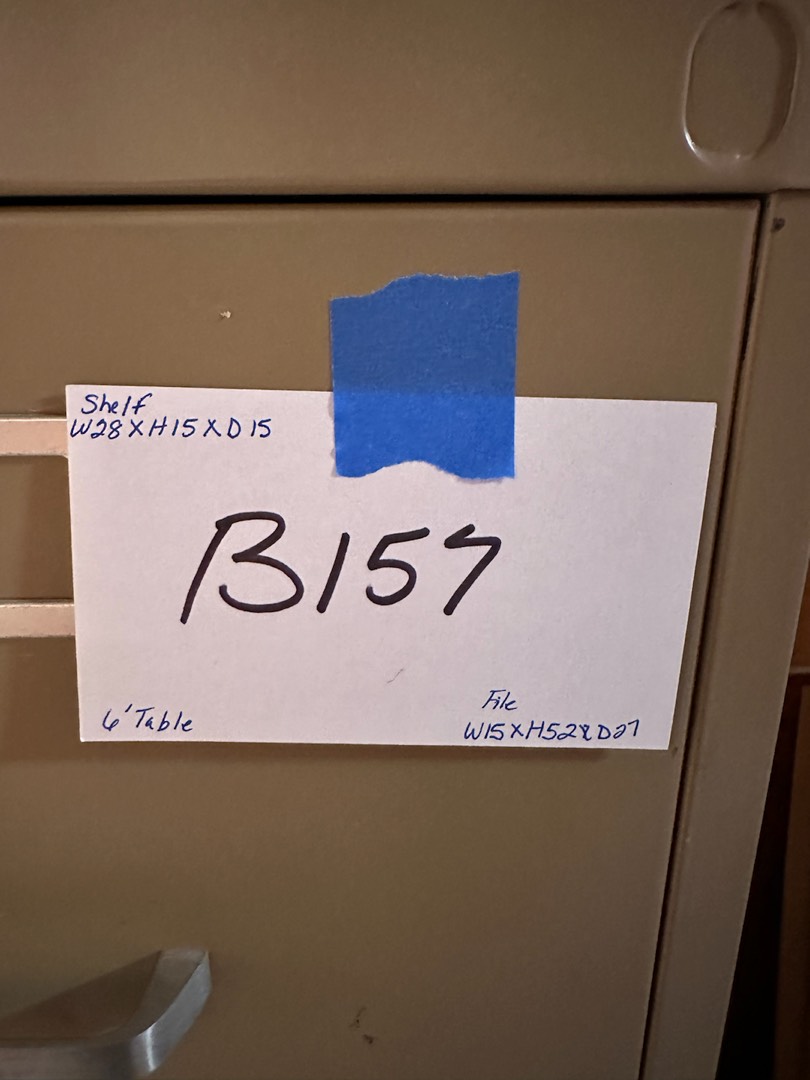 Shelf
W28 X H15 X D15
B157
6' Table
File
W15 X H52 X D27